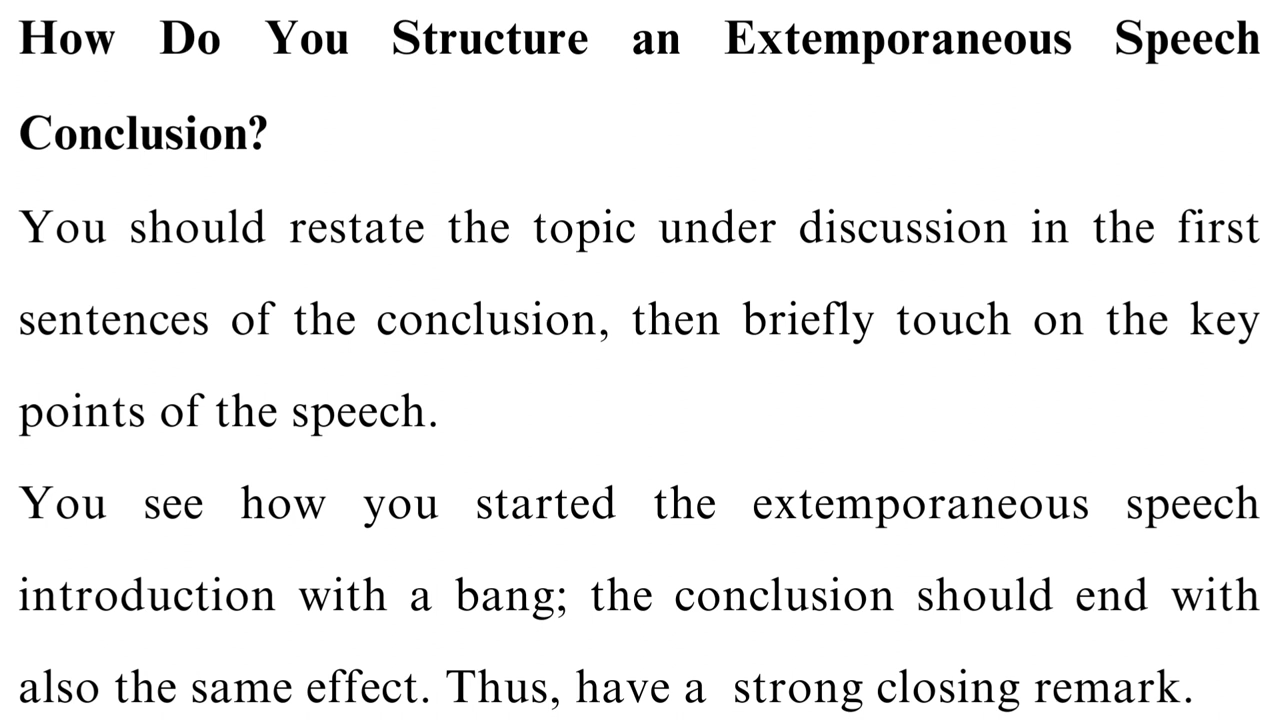 How Do You Structure an Extemporaneous Speech
Conclusion?
You should restate the topic under discussion in the first
sentences of the conclusion, then briefly touch on the key
points of the speech.
You see how you started the extemporaneous speech
introduction with a bang; the conclusion should end with
also the same effect. Thus, have a strong closing remark.